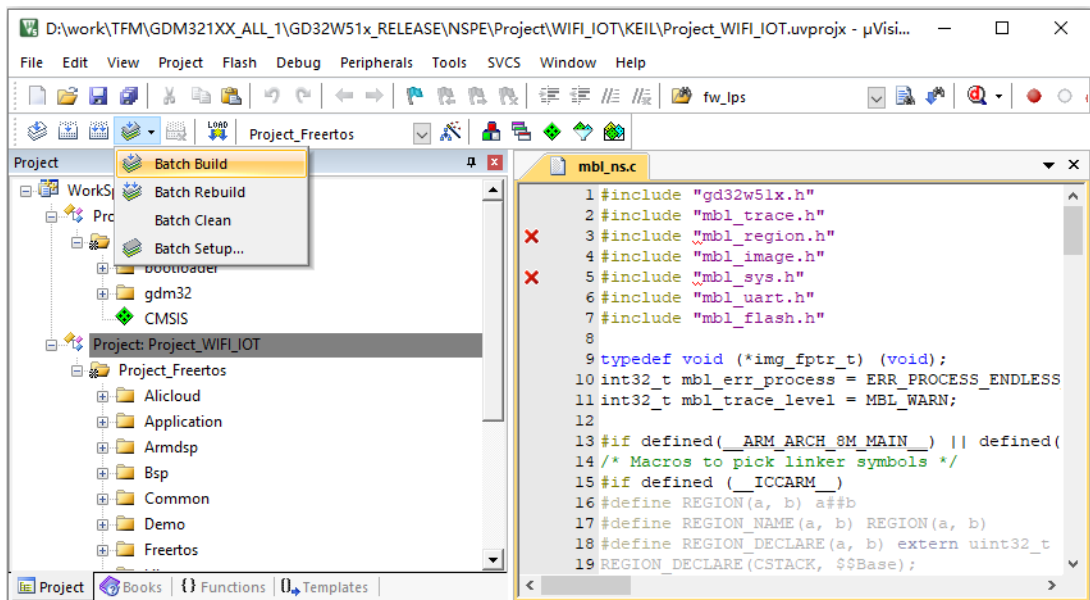 D:\work\TFM\GDM321XX_ALL_1\GD32W51x_RELEASE\NSPE\Project\WIFI_IOT\KEIL\Project_WIFI_IOT.uvprojx - µVisi...
File Edit View Project Flash Debug Peripherals Tools SVCS Window Help
fw_lps
LOAD
Project_Freertos
Project
Batch Build
Batch Rebuild
Batch Clean
Batch Setup...
WorkSp
Pro
bootloader
gdm32
CMSIS
Project: Project_WIFI_IOT
Project_Freertos
Alicloud
Application
Armdsp
Bsp
Common
Demo
Freertos
Project Books {} Functions Templates
mbl_ns.c
1 #include "gd32w51x.h"
2 #include "mbl_trace.h"
3 #include "mbl_region.h"
4 #include "mbl_image.h"
5 #include "mbl_sys.h"
6 #include "mbl_uart.h"
7 #include "mbl_flash.h"
8
9 typedef void (*img_fptr_t) (void);
10 int32_t mbl_err_process = ERR_PROCESS_ENDLESS
11 int32_t mbl_trace_level = MBL_WARN;
12
13 #if defined(__ARM_ARCH_8M_MAIN__) || defined(
14 /* Macros to pick linker symbols */
15 #if defined (__ICCARM__)
16 #define REGION(a, b) a##b
17 #define REGION_NAME(a, b) REGION(a, b)
18 #define REGION_DECLARE(a, b) extern uint32_t
19 REGION_DECLARE(CSTACK, $$Base);